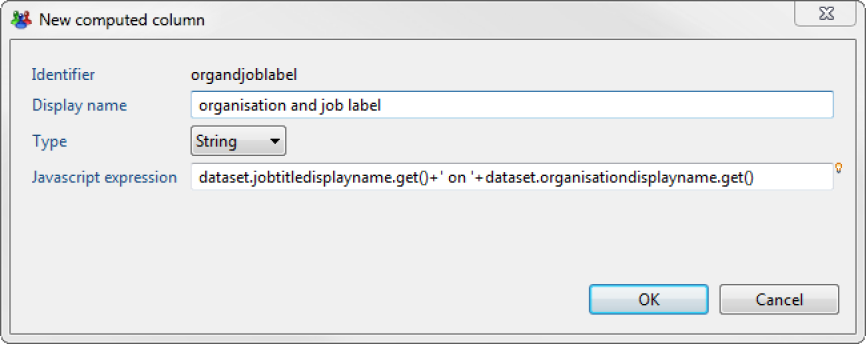 New computed column
Identifier organdjoblabel
Display name organisation and job label
Type String
Javascript expression dataset.jobtitledisplayname.get()+' on '+dataset.organisationdisplayname.get()
OK Cancel